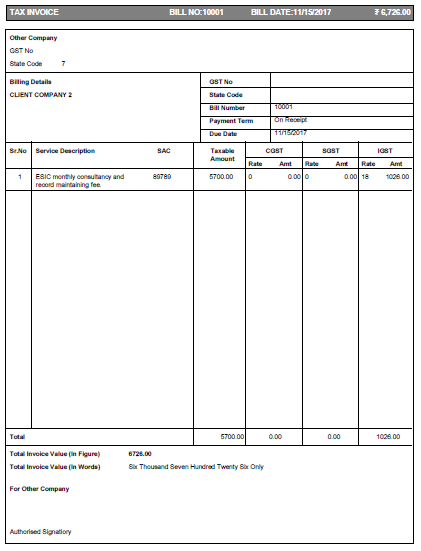 TAX INVOICE BILL NO:10001 BILL DATE:11/15/2017 ₹ 6,726.00
Other Company
GST No
State Code 7
Billing Details GST No
CLIENT COMPANY 2 State Code
Bill Number 10001
Payment Term On Receipt
Due Date 11/15/2017
Sr.No Service Description SAC Taxable Amount CGST SGST IGST
Rate Amt Rate Amt Rate Amt
1 ESIC monthly consultancy and 89789 5700.00 0 0.00 0 0.00 18 1026.00
record maintaining fee.
Total 5700.00 0.00 0.00 1026.00
Total Invoice Value (In Figure) 6726.00
Total Invoice Value (In Words) Six Thousand Seven Hundred Twenty Six Only
For Other Company
Authorised Signatiory